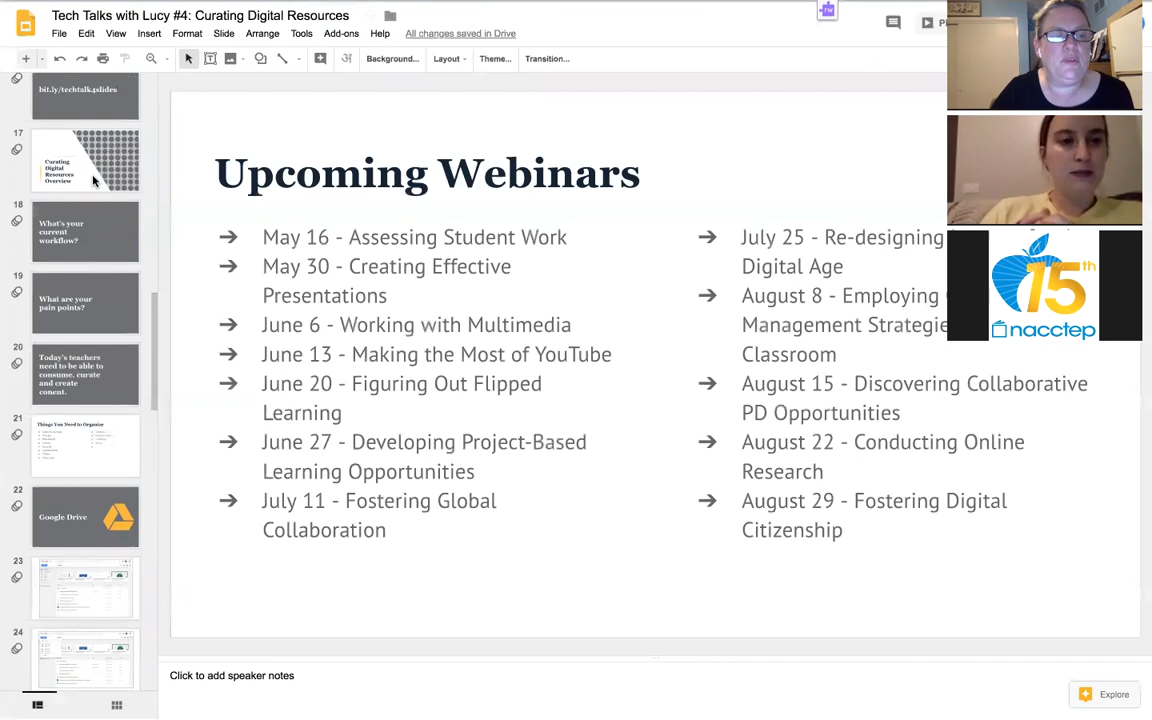 Tech Talks with Lucy #4: Curating Digital Resources
File Edit View Insert Format Slide Arrange Tools Add-ons Help All changes saved in Drive
Background... Layout Theme... Transition...
bit.ly/techtalk4slides
17
Curating
Digital
Resources
Overview
18
What's your
current
workflow?
19
What are your
pain points?
20
Today's teachers
need to be able to
consume, curate
and create
conent.
21
Things You Need to Organize
22
Google Drive
23
24
Upcoming Webinars
May 16 - Assessing Student Work
May 30 - Creating Effective
Presentations
June 6 - Working with Multimedia
June 13 - Making the Most of YouTube
June 20 - Figuring Out Flipped
Learning
June 27 - Developing Project-Based
Learning Opportunities
July 11 - Fostering Global
Collaboration
July 25 - Re-designing
Digital Age
August 8 - Employing
Management Strategie
Classroom
August 15 - Discovering Collaborative
PD Opportunities
August 22 - Conducting Online
Research
August 29 - Fostering Digital
Citizenship
15th
nacctep
Click to add speaker notes
Explore